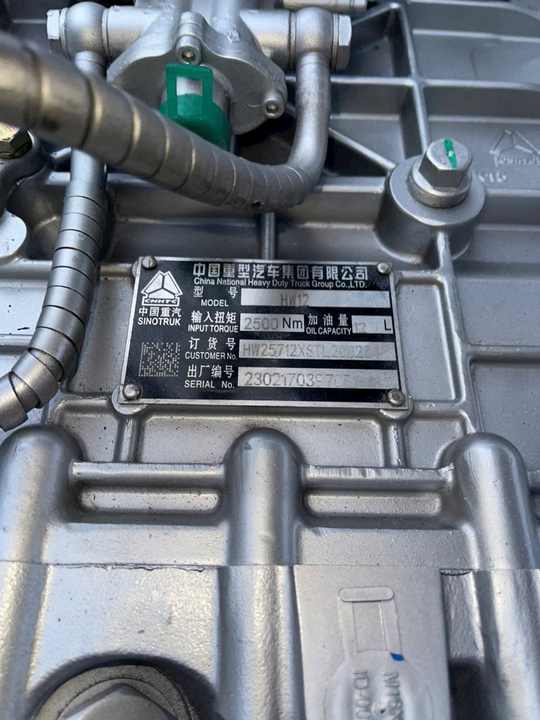 中国重型汽车集团有限公司
China National Heavy Duty Truck Group Co.,LTD.
CNHTC
中国重汽
SINOTRUK
型 号
MODEL HW12
输入扭矩 加油量
INPUT TORQUE 2500 Nm OIL CAPACITY L
订货号
CUSTOMER No. HW25712XSTL
出厂编号
SERIAL No.